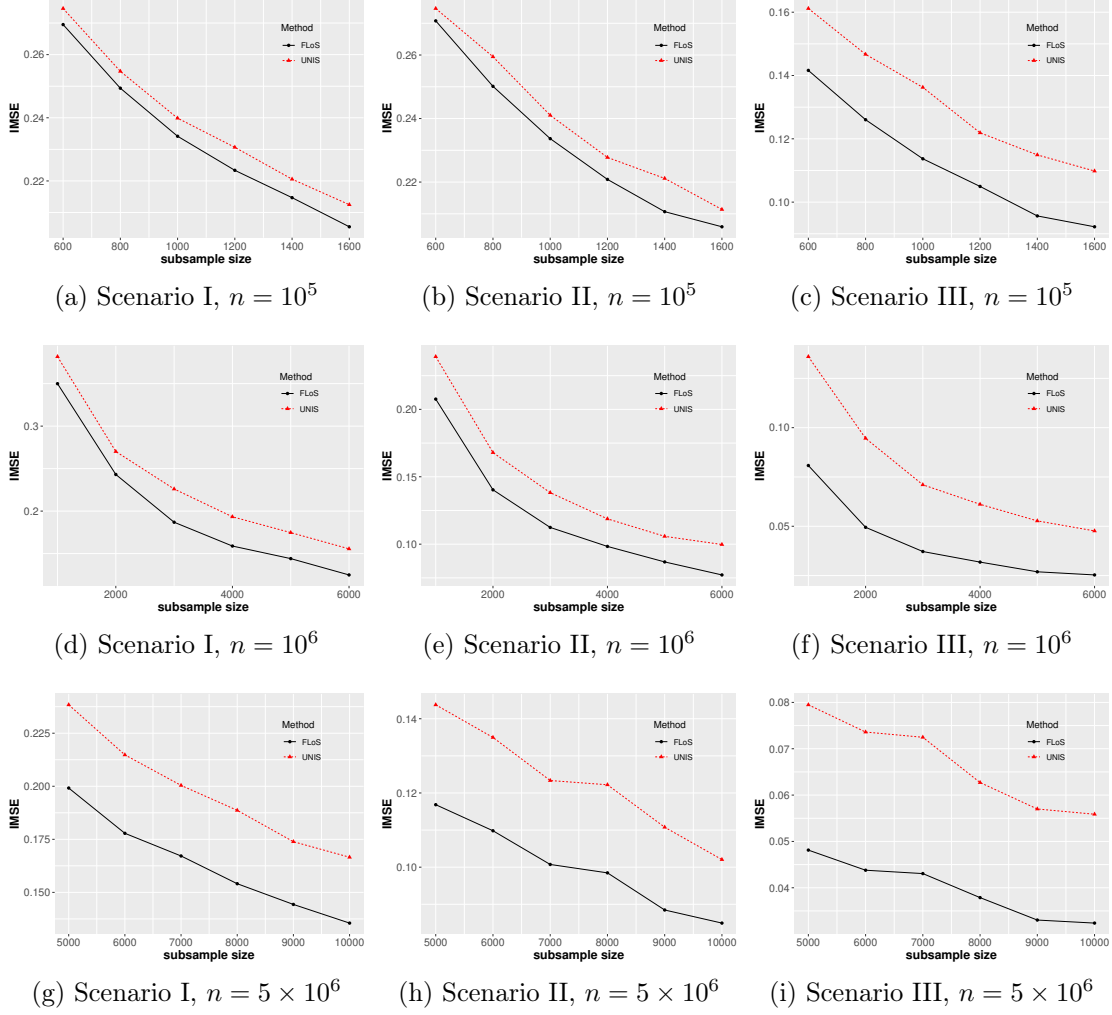 0.26
0.24
0.22
IMSE
600 800 1000 1200 1400 1600
subsample size
Method
FLoS
UNIS
(a) Scenario I, n = 10^5
0.26
0.24
0.22
IMSE
600 800 1000 1200 1400 1600
subsample size
Method
FLoS
UNIS
(b) Scenario II, n = 10^5
0.16
0.14
0.12
0.10
IMSE
600 800 1000 1200 1400 1600
subsample size
Method
FLoS
UNIS
(c) Scenario III, n = 10^5
0.3
0.2
IMSE
2000 4000 6000
subsample size
Method
FLoS
UNIS
(d) Scenario I, n = 10^6
0.20
0.15
0.10
IMSE
2000 4000 6000
subsample size
Method
FLoS
UNIS
(e) Scenario II, n = 10^6
0.10
0.05
IMSE
2000 4000 6000
subsample size
Method
FLoS
UNIS
(f) Scenario III, n = 10^6
0.225
0.200
0.175
0.150
IMSE
5000 6000 7000 8000 9000 10000
subsample size
Method
FLoS
UNIS
(g) Scenario I, n = 5 × 10^6
0.14
0.12
0.10
IMSE
5000 6000 7000 8000 9000 10000
subsample size
Method
FLoS
UNIS
(h) Scenario II, n = 5 × 10^6
0.08
0.07
0.06
0.05
0.04
IMSE
5000 6000 7000 8000 9000 10000
subsample size
Method
FLoS
UNIS
(i) Scenario III, n = 5 × 10^6